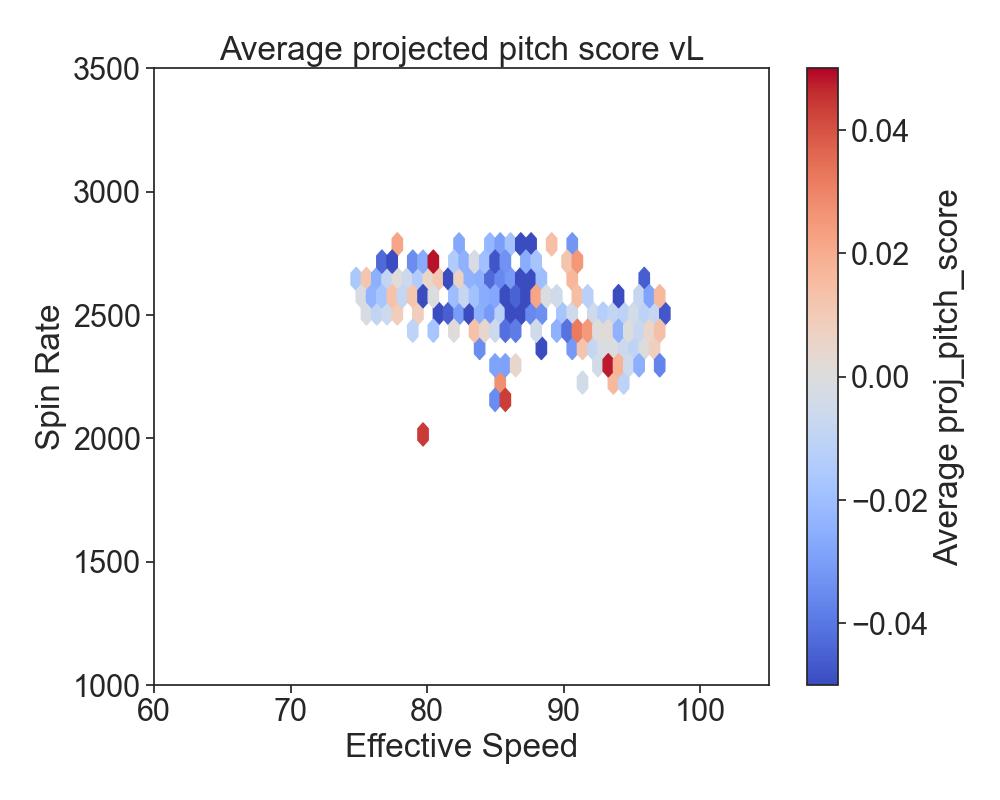 Average projected pitch score vL
3500
3000
2500
2000
1500
1000
Spin Rate
60 70 80 90 100
Effective Speed
0.04
0.02
0.00
−0.02
−0.04
Average proj_pitch_score